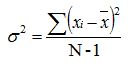 σ² = ∑(xᵢ - x̄)² / N - 1